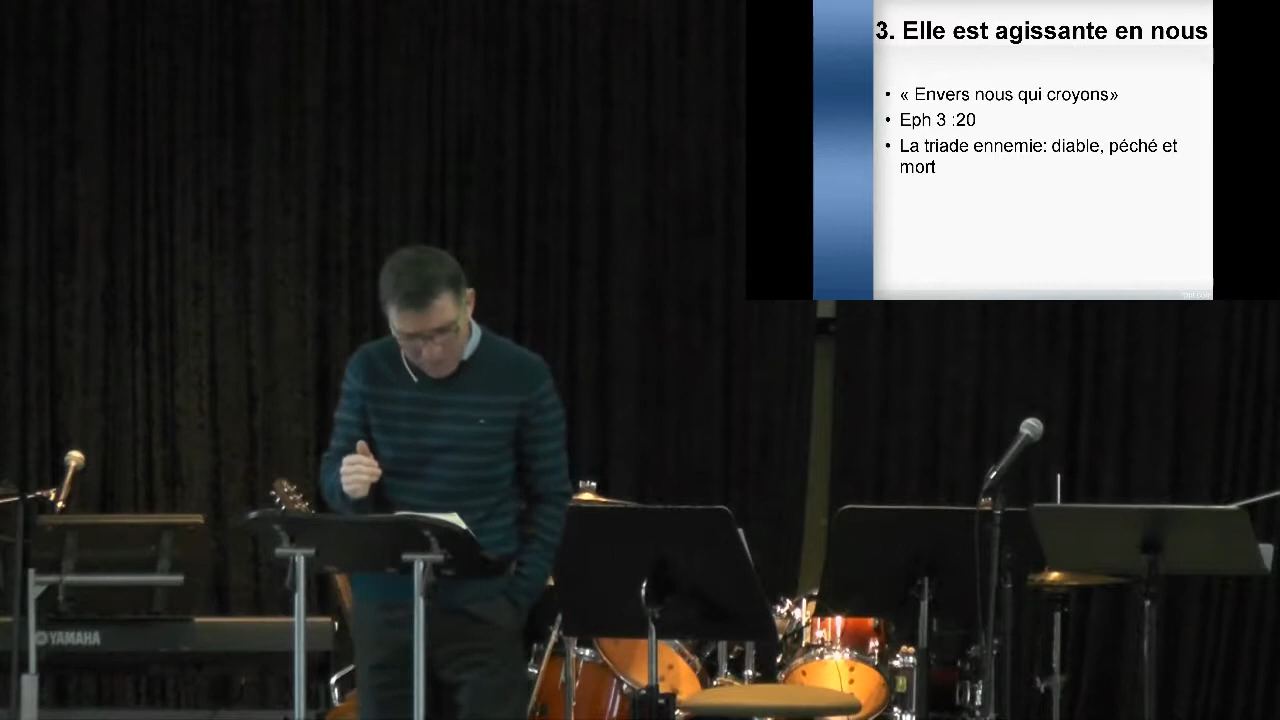 3. Elle est agissante en nous
• « Envers nous qui croyons»
• Eph 3 :20
• La triade ennemie: diable, péché et
mort
YAMAHA